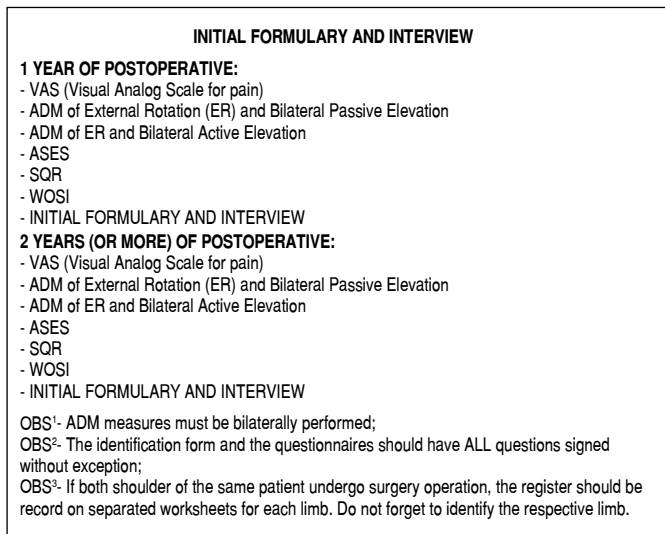 INITIAL FORMULARY AND INTERVIEW
1 YEAR OF POSTOPERATIVE:
- VAS (Visual Analog Scale for pain)
- ADM of External Rotation (ER) and Bilateral Passive Elevation
- ADM of ER and Bilateral Active Elevation
- ASES
- SQR
- WOSI
- INITIAL FORMULARY AND INTERVIEW
2 YEARS (OR MORE) OF POSTOPERATIVE:
- VAS (Visual Analog Scale for pain)
- ADM of External Rotation (ER) and Bilateral Passive Elevation
- ADM of ER and Bilateral Active Elevation
- ASES
- SQR
- WOSI
- INITIAL FORMULARY AND INTERVIEW
OBS¹- ADM measures must be bilaterally performed;
OBS²- The identification form and the questionnaires should have ALL questions signed
without exception;
OBS³- If both shoulder of the same patient undergo surgery operation, the register should be
record on separated worksheets for each limb. Do not forget to identify the respective limb.